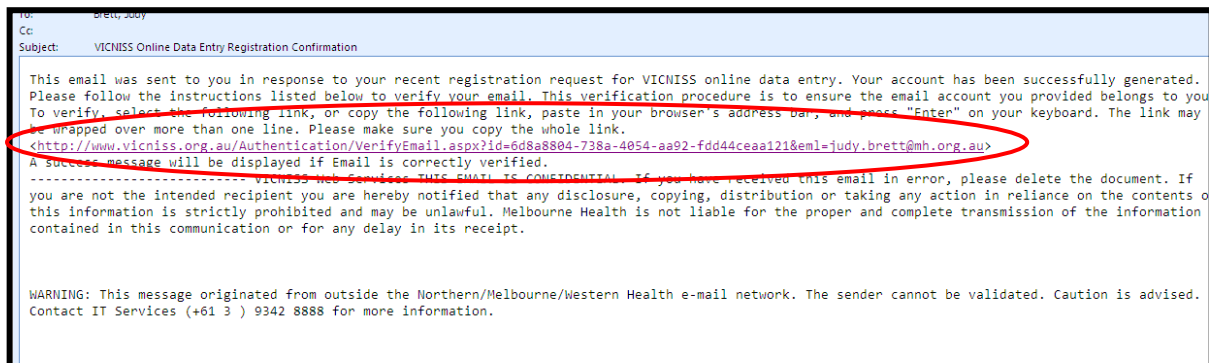 To: Brett, Judy
Cc:
Subject: VICNISS Online Data Entry Registration Confirmation
This email was sent to you in response to your recent registration request for VICNISS online data entry. Your account has been successfully generated.
Please follow the instructions listed below to verify your email. This verification procedure is to ensure the email account you provided belongs to you
To verify, select the following link, or copy the following link, paste in your browser's address bar, and press "Enter" on your keyboard. The link may
be wrapped over more than one line. Please make sure you copy the whole link.
<http://www.vicniss.org.au/Authentication/VerifyEmail.aspx?id=6d8a8804-738a-4054-aa92-fdd44ceaa121&eml=judy.brett@mh.org.au>
A success message will be displayed if Email is correctly verified.
--------------------------- VICNISS Web Services THIS EMAIL IS CONFIDENTIAL. If you have received this email in error, please delete the document. If
you are not the intended recipient you are hereby notified that any disclosure, copying, distribution or taking any action in reliance on the contents o
this information is strictly prohibited and may be unlawful. Melbourne Health is not liable for the proper and complete transmission of the information
contained in this communication or for any delay in its receipt.
WARNING: This message originated from outside the Northern/Melbourne/Western Health e-mail network. The sender cannot be validated. Caution is advised.
Contact IT Services (+61 3 ) 9342 8888 for more information.